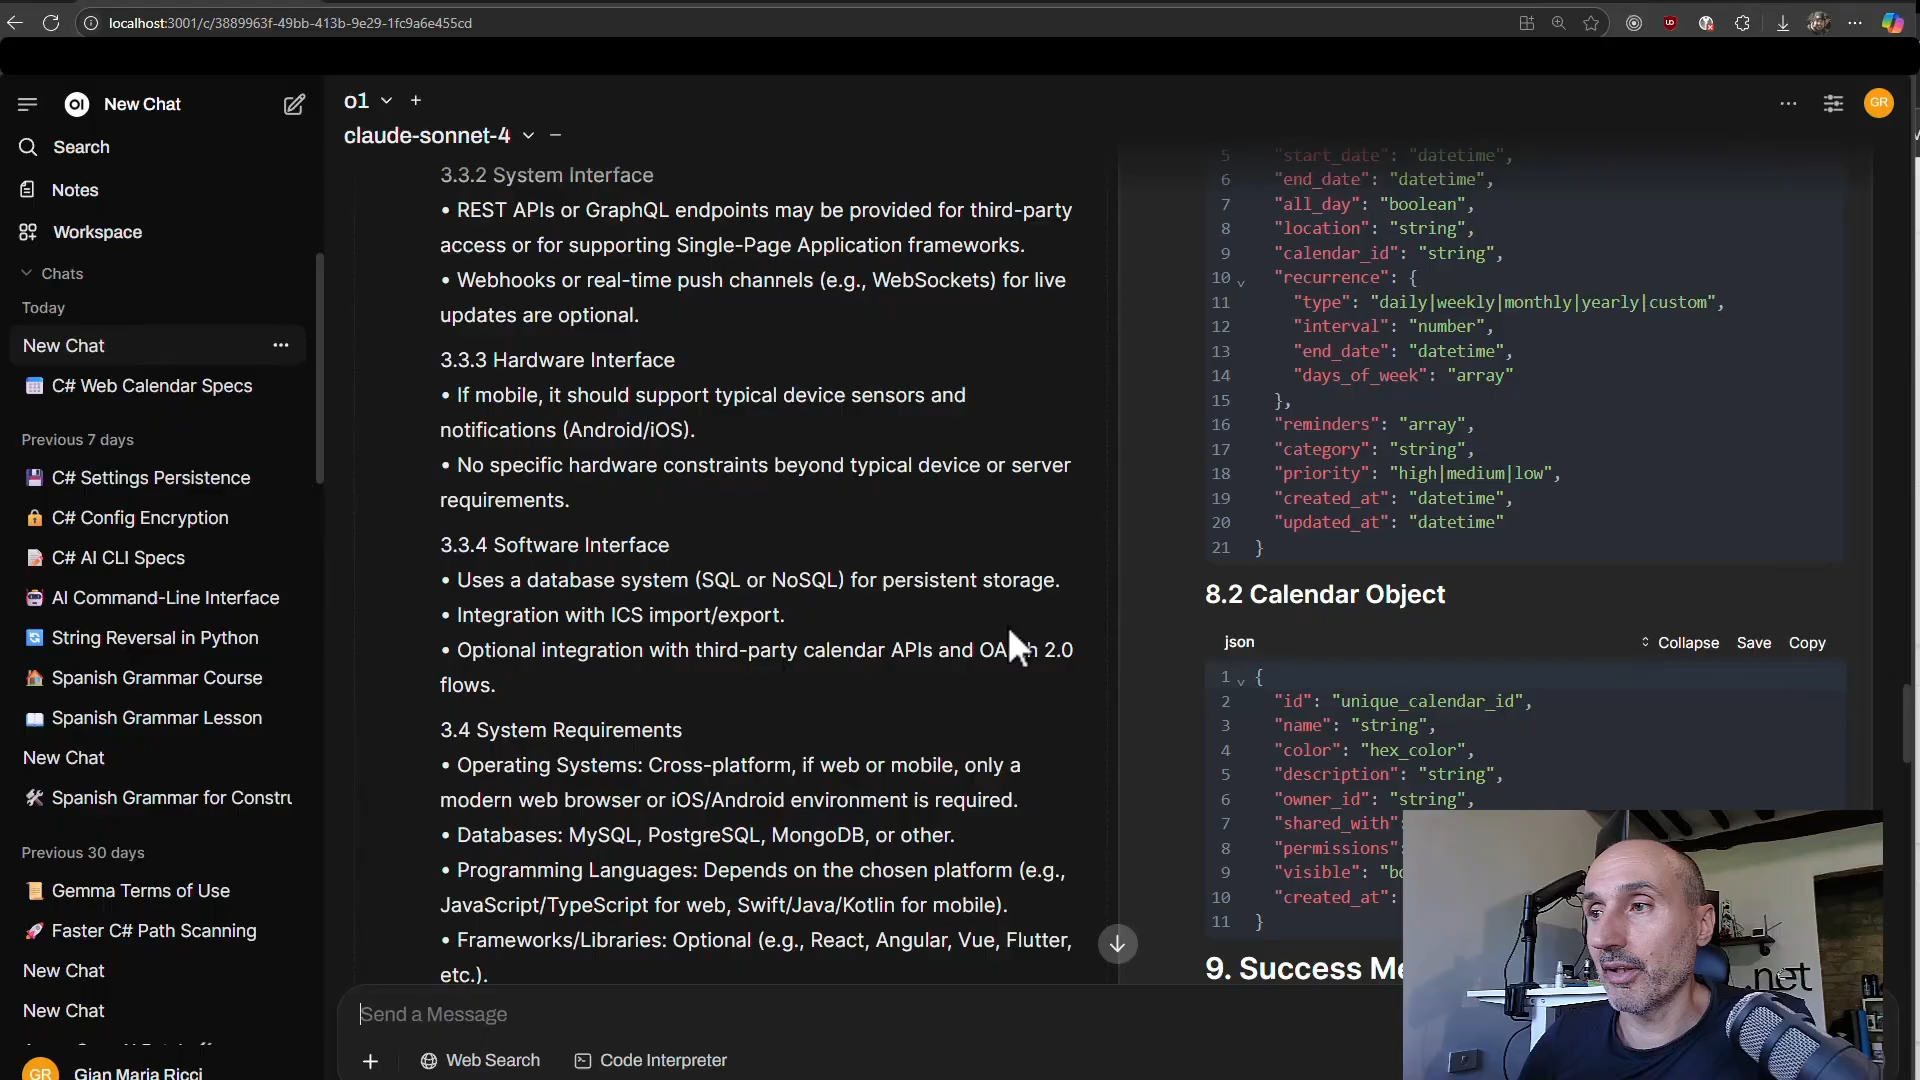 localhost:3001/c/3889963f-49bb-413b-9e29-1fc9a6e455cd
OI New Chat
Search
Notes
Workspace
Chats
Today
New Chat
C# Web Calendar Specs
Previous 7 days
C# Settings Persistence
C# Config Encryption
C# AI CLI Specs
AI Command-Line Interface
String Reversal in Python
Spanish Grammar Course
Spanish Grammar Lesson
New Chat
Spanish Grammar for Constru
Previous 30 days
Gemma Terms of Use
Faster C# Path Scanning
New Chat
New Chat
GR Gian Maria Ricci
o1
claude-sonnet-4
GR
3.3.2 System Interface
• REST APIs or GraphQL endpoints may be provided for third-party
access or for supporting Single-Page Application frameworks.
• Webhooks or real-time push channels (e.g., WebSockets) for live
updates are optional.
3.3.3 Hardware Interface
• If mobile, it should support typical device sensors and
notifications (Android/iOS).
• No specific hardware constraints beyond typical device or server
requirements.
3.3.4 Software Interface
• Uses a database system (SQL or NoSQL) for persistent storage.
• Integration with ICS import/export.
• Optional integration with third-party calendar APIs and 2.0
flows.
3.4 System Requirements
• Operating Systems: Cross-platform, if web or mobile, only a
modern web browser or iOS/Android environment is required.
• Databases: MySQL, PostgreSQL, MongoDB, or other.
• Programming Languages: Depends on the chosen platform (e.g.,
JavaScript/TypeScript for web, Swift/Java/Kotlin for mobile).
• Frameworks/Libraries: Optional (e.g., React, Angular, Vue, Flutter,
etc.).
5 "start_date": "datetime",
6 "end_date": "datetime",
7 "all_day": "boolean",
8 "location": "string",
9 "calendar_id": "string",
10 "recurrence": {
11 "type": "daily|weekly|monthly|yearly|custom",
12 "interval": "number",
13 "end_date": "datetime",
14 "days_of_week": "array"
15 },
16 "reminders": "array",
17 "category": "string",
18 "priority": "high|medium|low",
19 "created_at": "datetime",
20 "updated_at": "datetime"
21 }
8.2 Calendar Object
json Collapse Save Copy
1 {
2 "id": "unique_calendar_id",
3 "name": "string",
4 "color": "hex_color",
5 "description": "string",
6 "owner_id": "string",
7 "shared_with":
8 "permissions":
9 "visible": "bo
10 "created_at":
11 }
9. Success Me
.net
Send a Message
Web Search
Code Interpreter